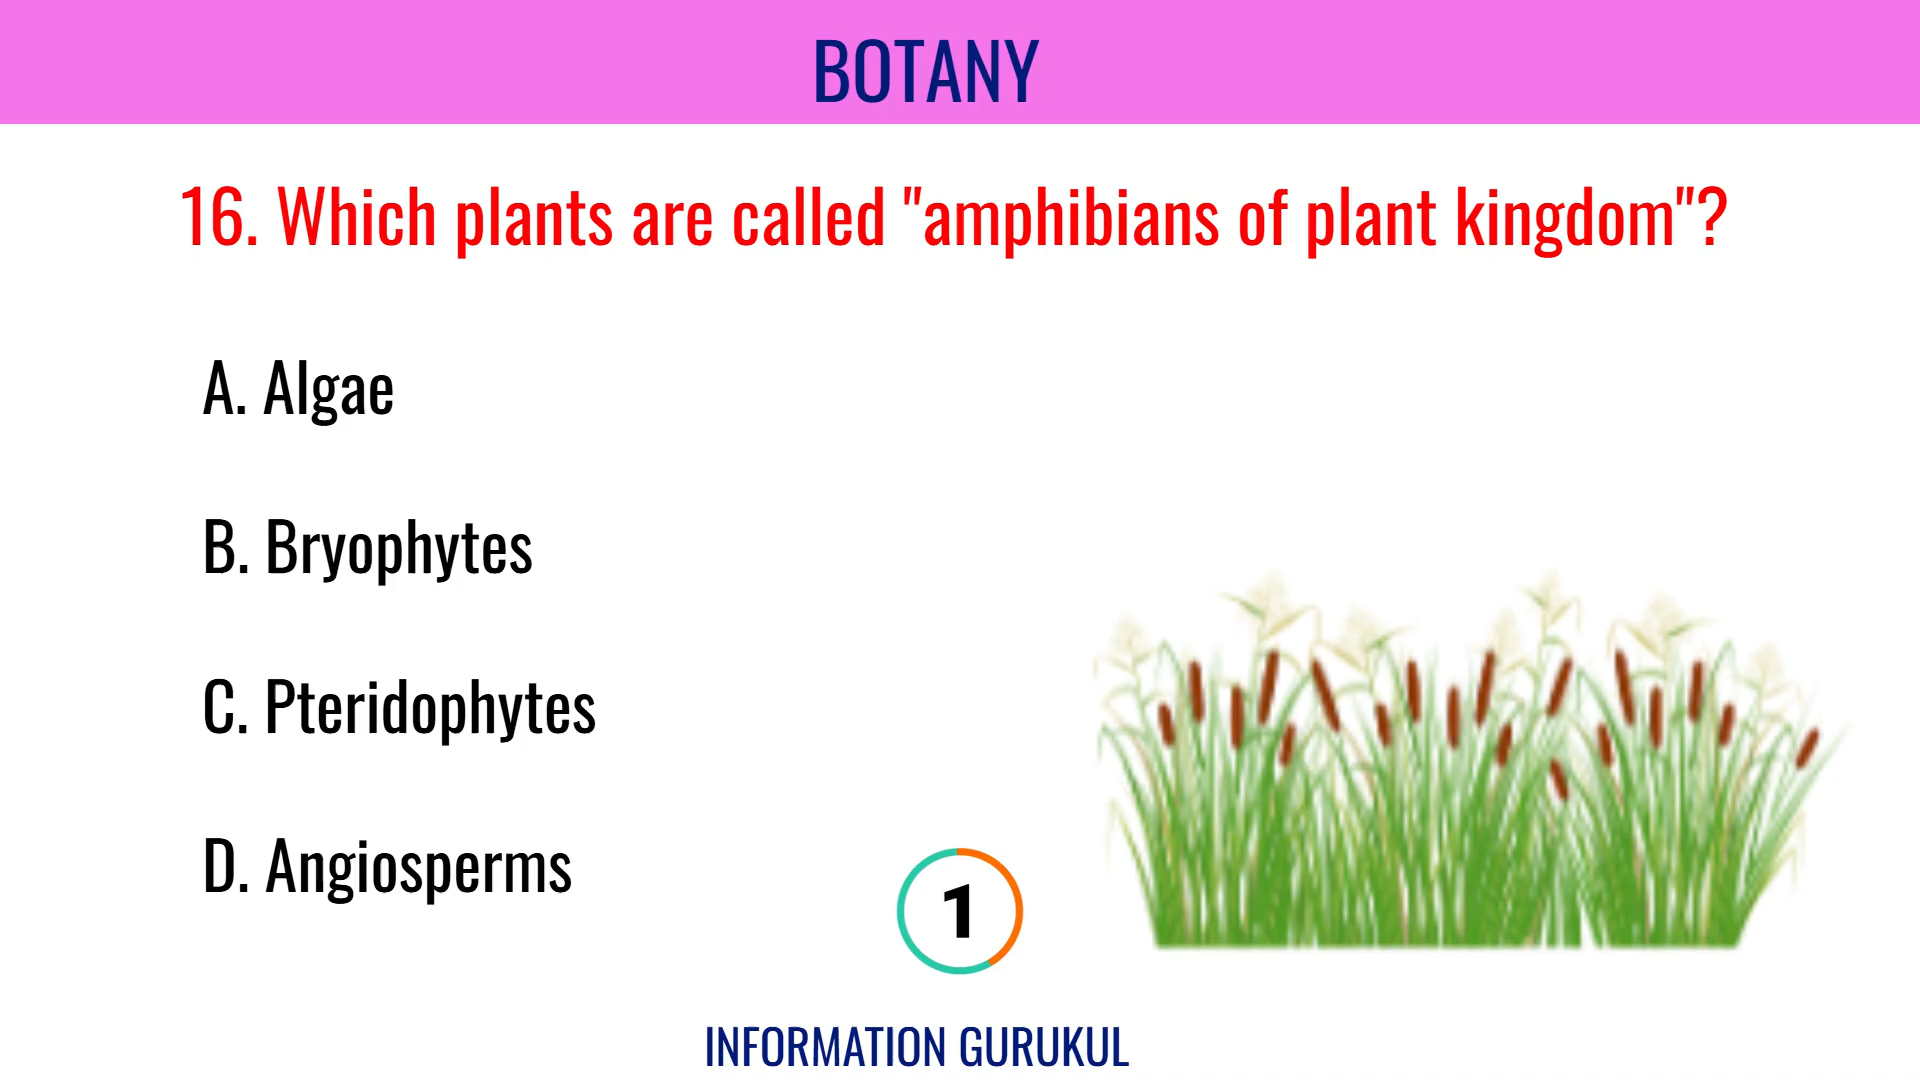 BOTANY
16. Which plants are called "amphibians of plant kingdom"?
A. Algae
B. Bryophytes
C. Pteridophytes
D. Angiosperms
1
INFORMATION GURUKUL